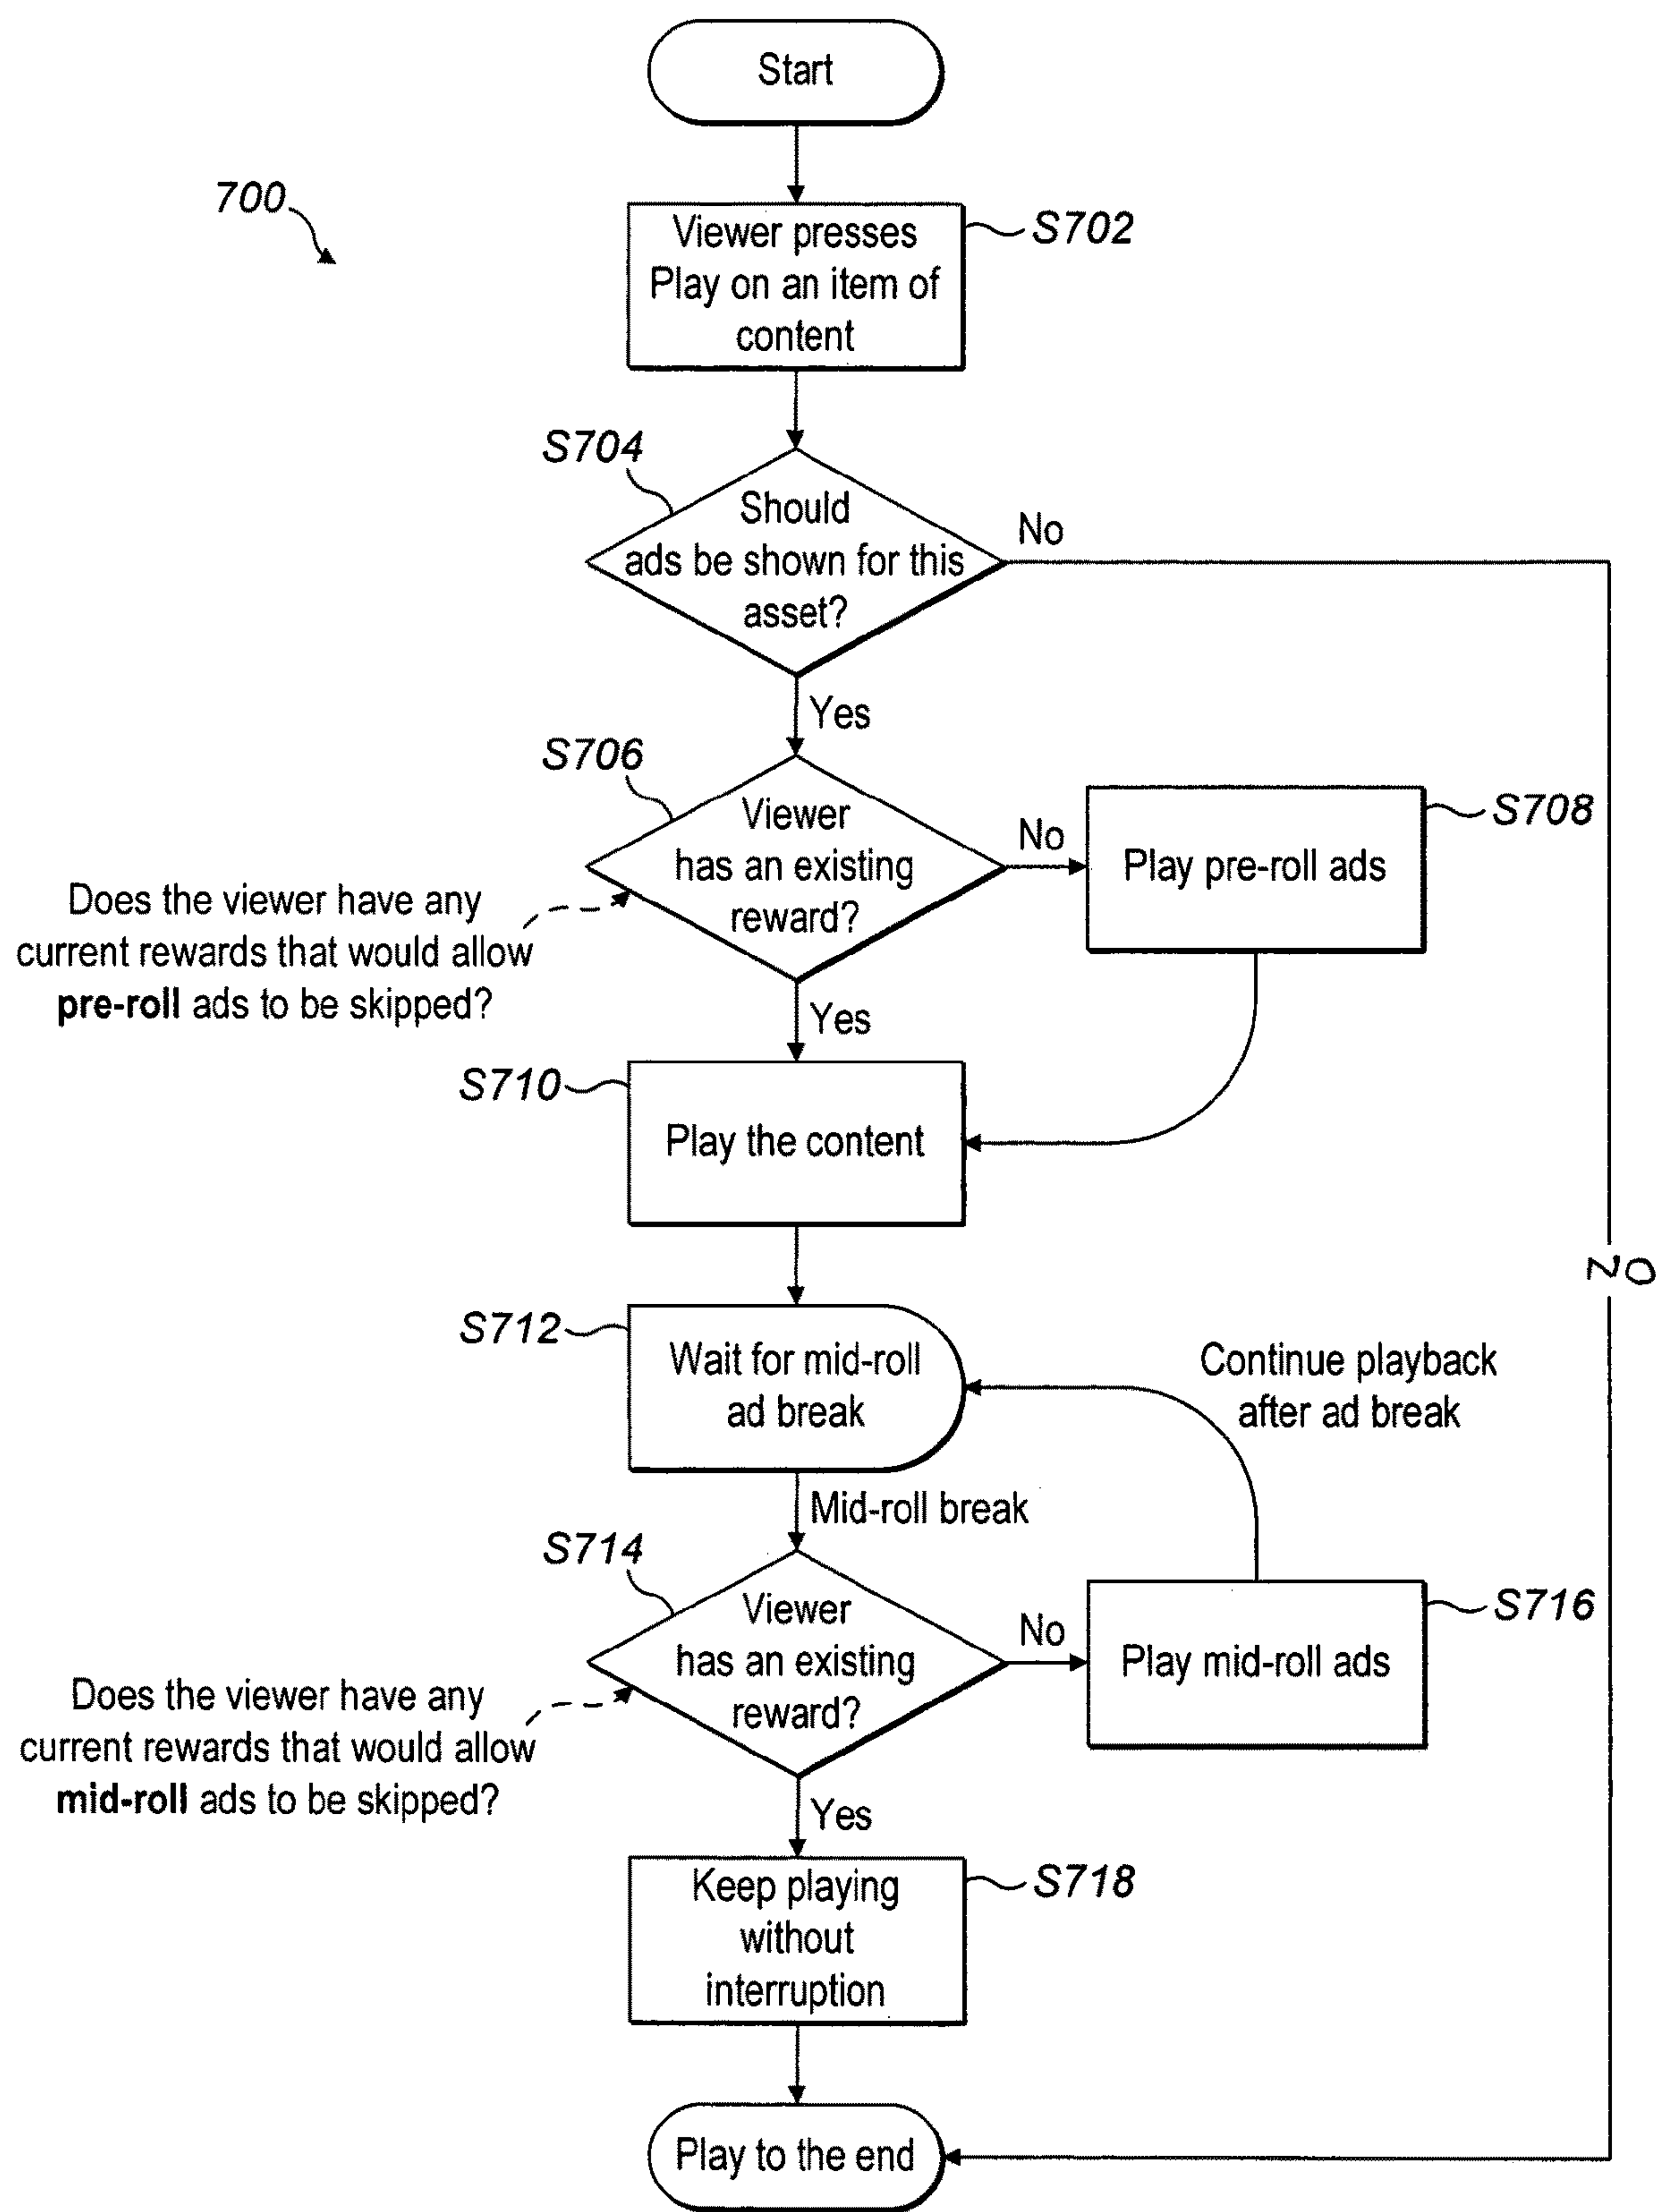 Start
700
Viewer presses
Play on an item of
content
S702
S704
Should
ads be shown for this
asset?
No
Yes
S706
Viewer
has an existing
reward?
No
Play pre-roll ads
S708
Does the viewer have any
current rewards that would allow
pre-roll ads to be skipped?
Yes
S710
Play the content
No
S712
Wait for mid-roll
ad break
Continue playback
after ad break
Mid-roll break
S714
Viewer
has an existing
reward?
No
Play mid-roll ads
S716
Does the viewer have any
current rewards that would allow
mid-roll ads to be skipped?
Yes
Keep playing
without
interruption
S718
Play to the end